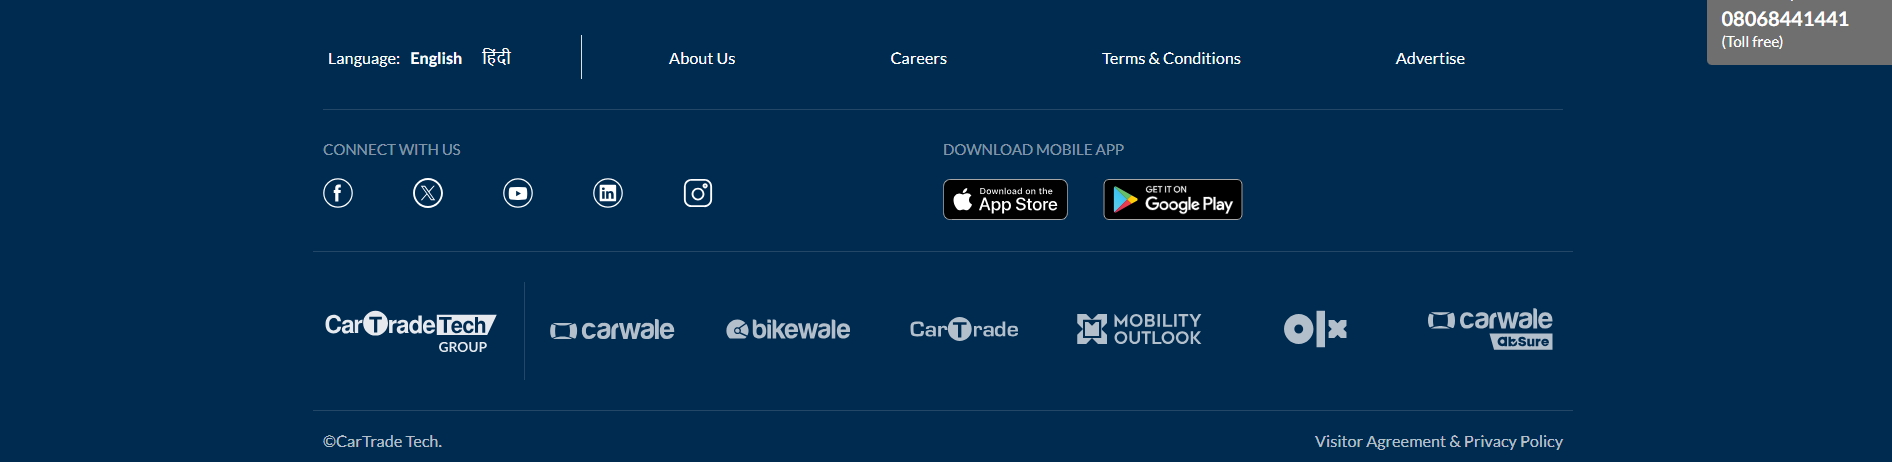 08068441441
(Toll free)
Language: English हिंदी
About Us
Careers
Terms & Conditions
Advertise
CONNECT WITH US
DOWNLOAD MOBILE APP
Download on the
App Store
GET IT ON
Google Play
CarTradeTech
GROUP
carwale
bikewale
CarTrade
MOBILITY
OUTLOOK
olx
carwale
abSure
©CarTrade Tech.
Visitor Agreement & Privacy Policy